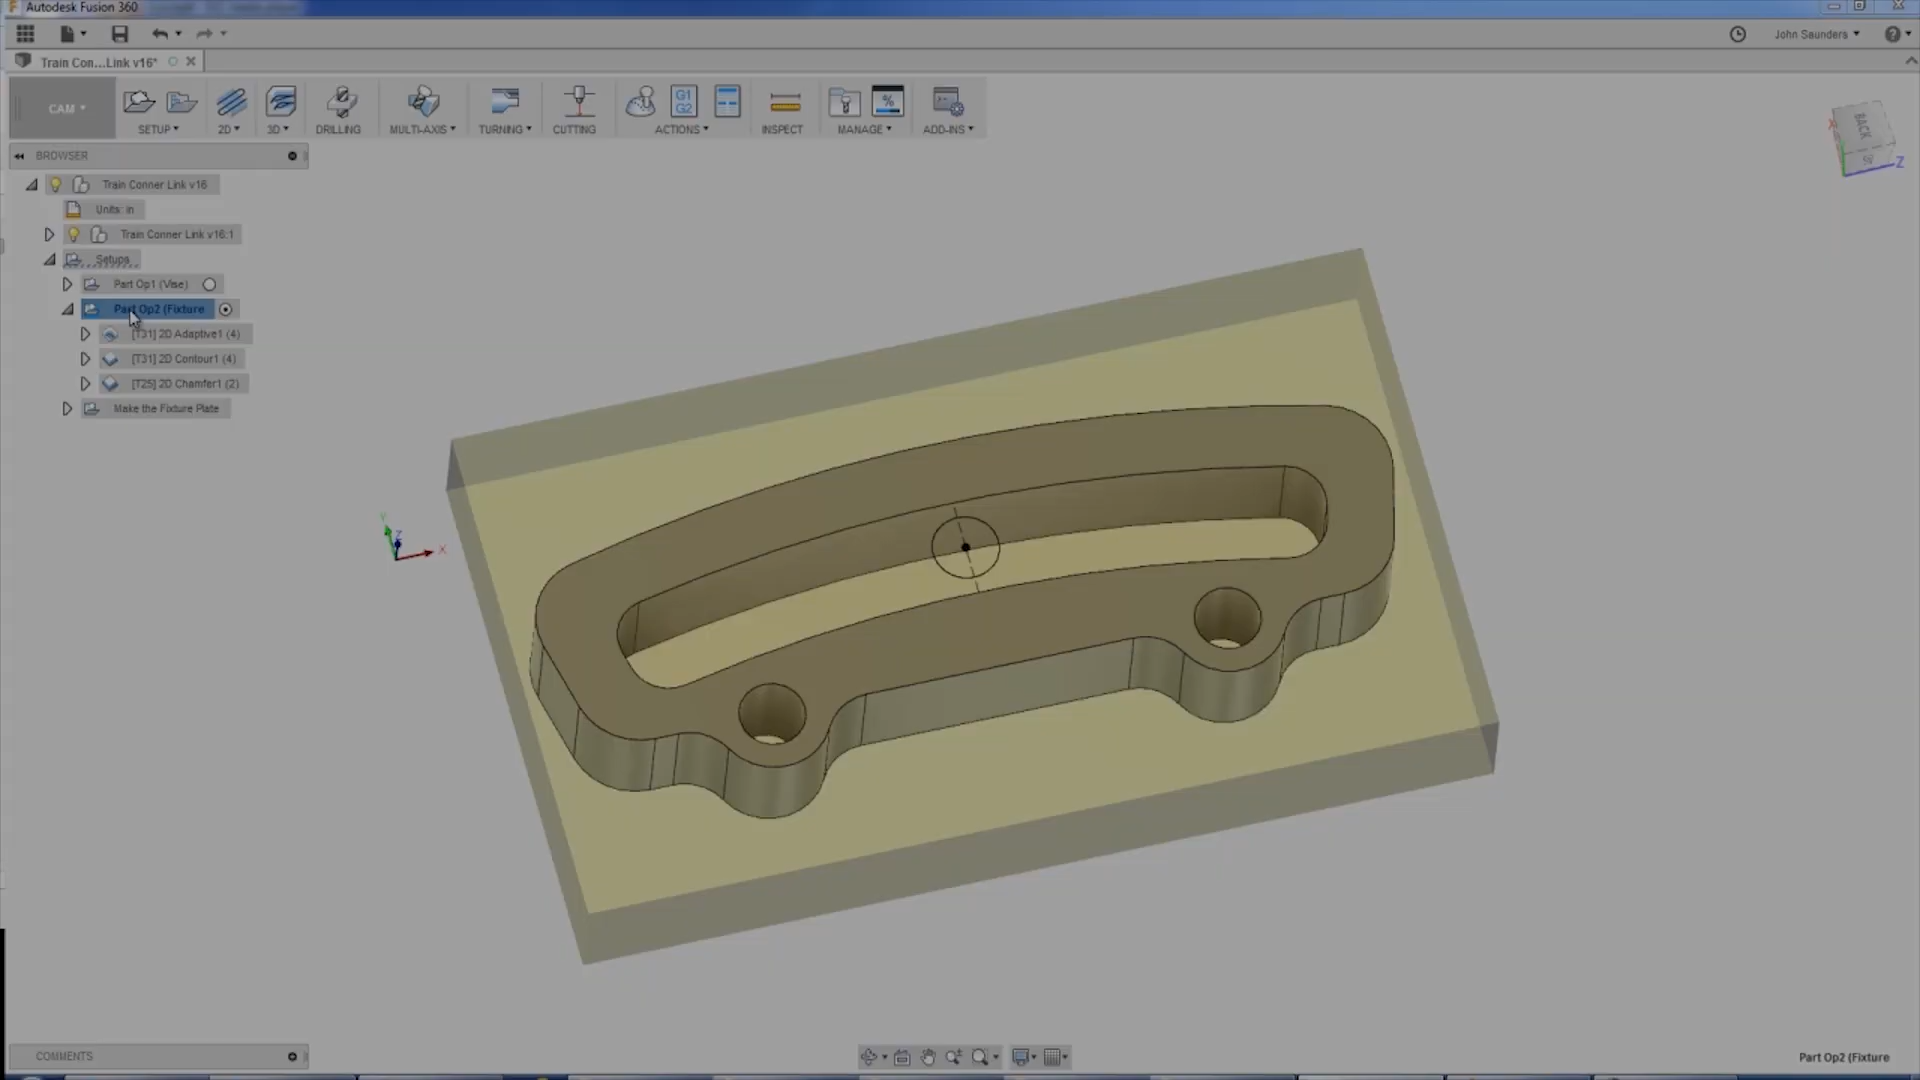 Autodesk Fusion 360
John Saunders
Train Con...Link v16*
CAM
SETUP
2D
3D
DRILLING
MULTI-AXIS
TURNING
CUTTING
G1
G2
ACTIONS
INSPECT
%
MANAGE
ADD-INS
BACK
X
Z
BROWSER
Train Conner Link v16
Units: in
Train Conner Link v16:1
Setups
Part Op1 (Vise)
Part Op2 (Fixture
[T31] 2D Adaptive1 (4)
[T31] 2D Contour1 (4)
[T25] 2D Chamfer1 (2)
Make the Fixture Plate
Y
Z
X
COMMENTS
Part Op2 (Fixture